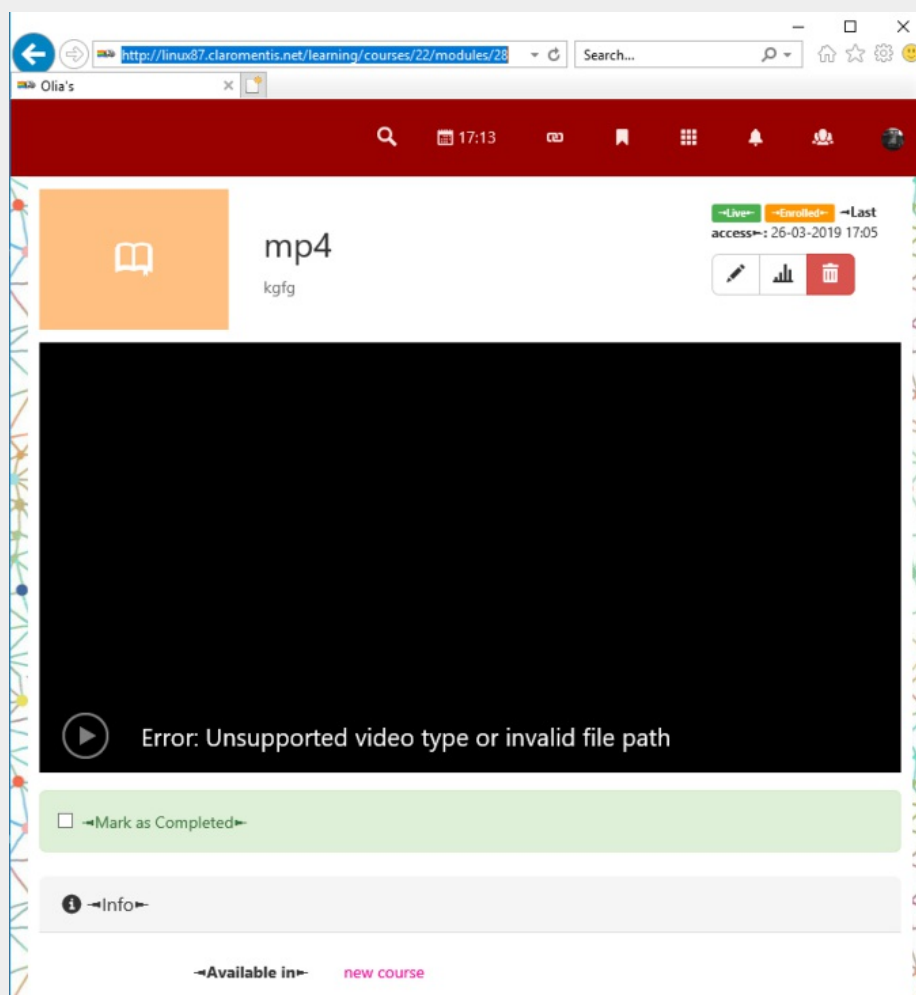 http://linux87.claromentis.net/learning/courses/22/modules/28
Search...
Olia's
17:13
mp4
kgfg
⊸Live⊷ ⊸Enrolled⊷ ⊸Last
access⊷: 26-03-2019 17:05
Error: Unsupported video type or invalid file path
⊸Mark as Completed⊷
⊸Info⊷
⊸Available in⊷ new course